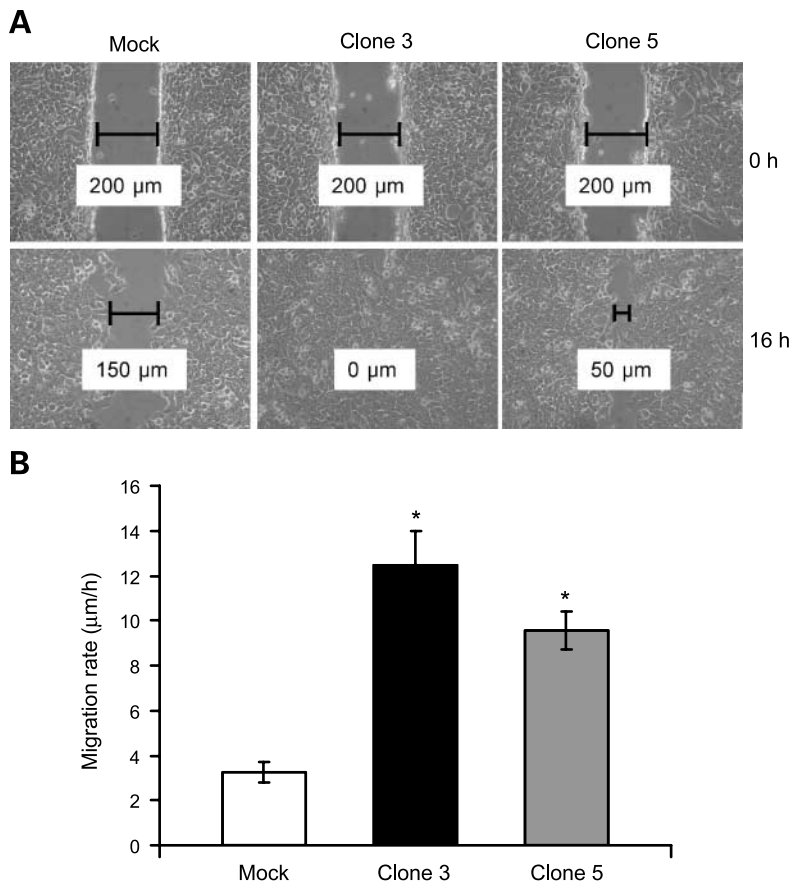 A
Mock Clone 3 Clone 5
200 μm 200 μm 200 μm 0 h
150 μm 0 μm 50 μm 16 h
B
Migration rate (μm/h)
16
14
12
10
8
6
4
2
0
*
*
Mock Clone 3 Clone 5